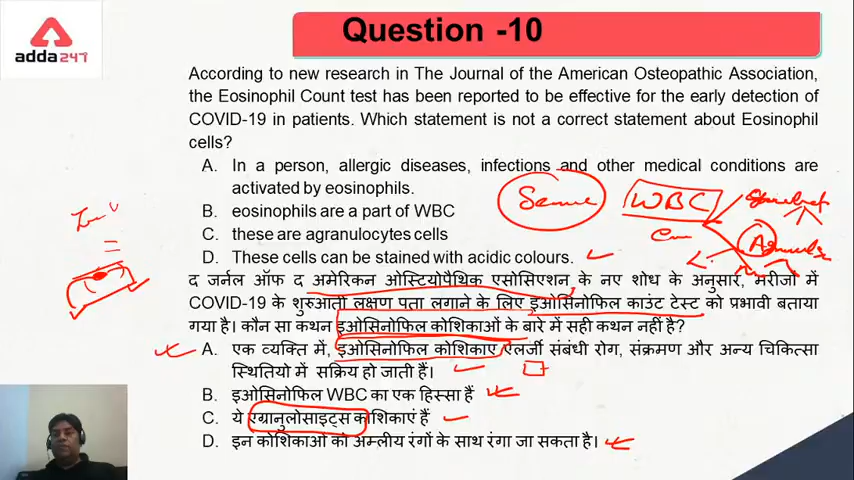 Question -10
adda247
According to new research in The Journal of the American Osteopathic Association,
the Eosinophil Count test has been reported to be effective for the early detection of
COVID-19 in patients. Which statement is not a correct statement about Eosinophil
cells?
A. In a person, allergic diseases, infections and other medical conditions are
activated by eosinophils.
B. eosinophils are a part of WBC
WBC
C. these are agranulocytes cells
D. These cells can be stained with acidic colours.
द जर्नल ऑफ द अमेरिकन ओस्टियोपैथिक एसोसिएशन, के नए शोध के अनुसार, मरीजों में
COVID-19 के शुरुआती लक्षण पता लगाने के लिए इओसिनोफिल काउंट टेस्ट को प्रभावी बताया
गया है। कौन सा कथन इओसिनोफिल कोशिकाओं के बारे में सही कथन नहीं है?
A. एक व्यक्ति में, इओसिनोफिल कोशिकाए एलर्जी संबंधी रोग, संक्रमण और अन्य चिकित्सा
स्थितियो में सक्रिय हो जाती हैं।
B. इओसिनोफिल WBC का एक हिस्सा हैं
C. ये एग्रानुलोसाइट्स कोशिकाएं हैं
D. इन कोशिकाओं को अम्लीय रंगों के साथ रंगा जा सकता है।